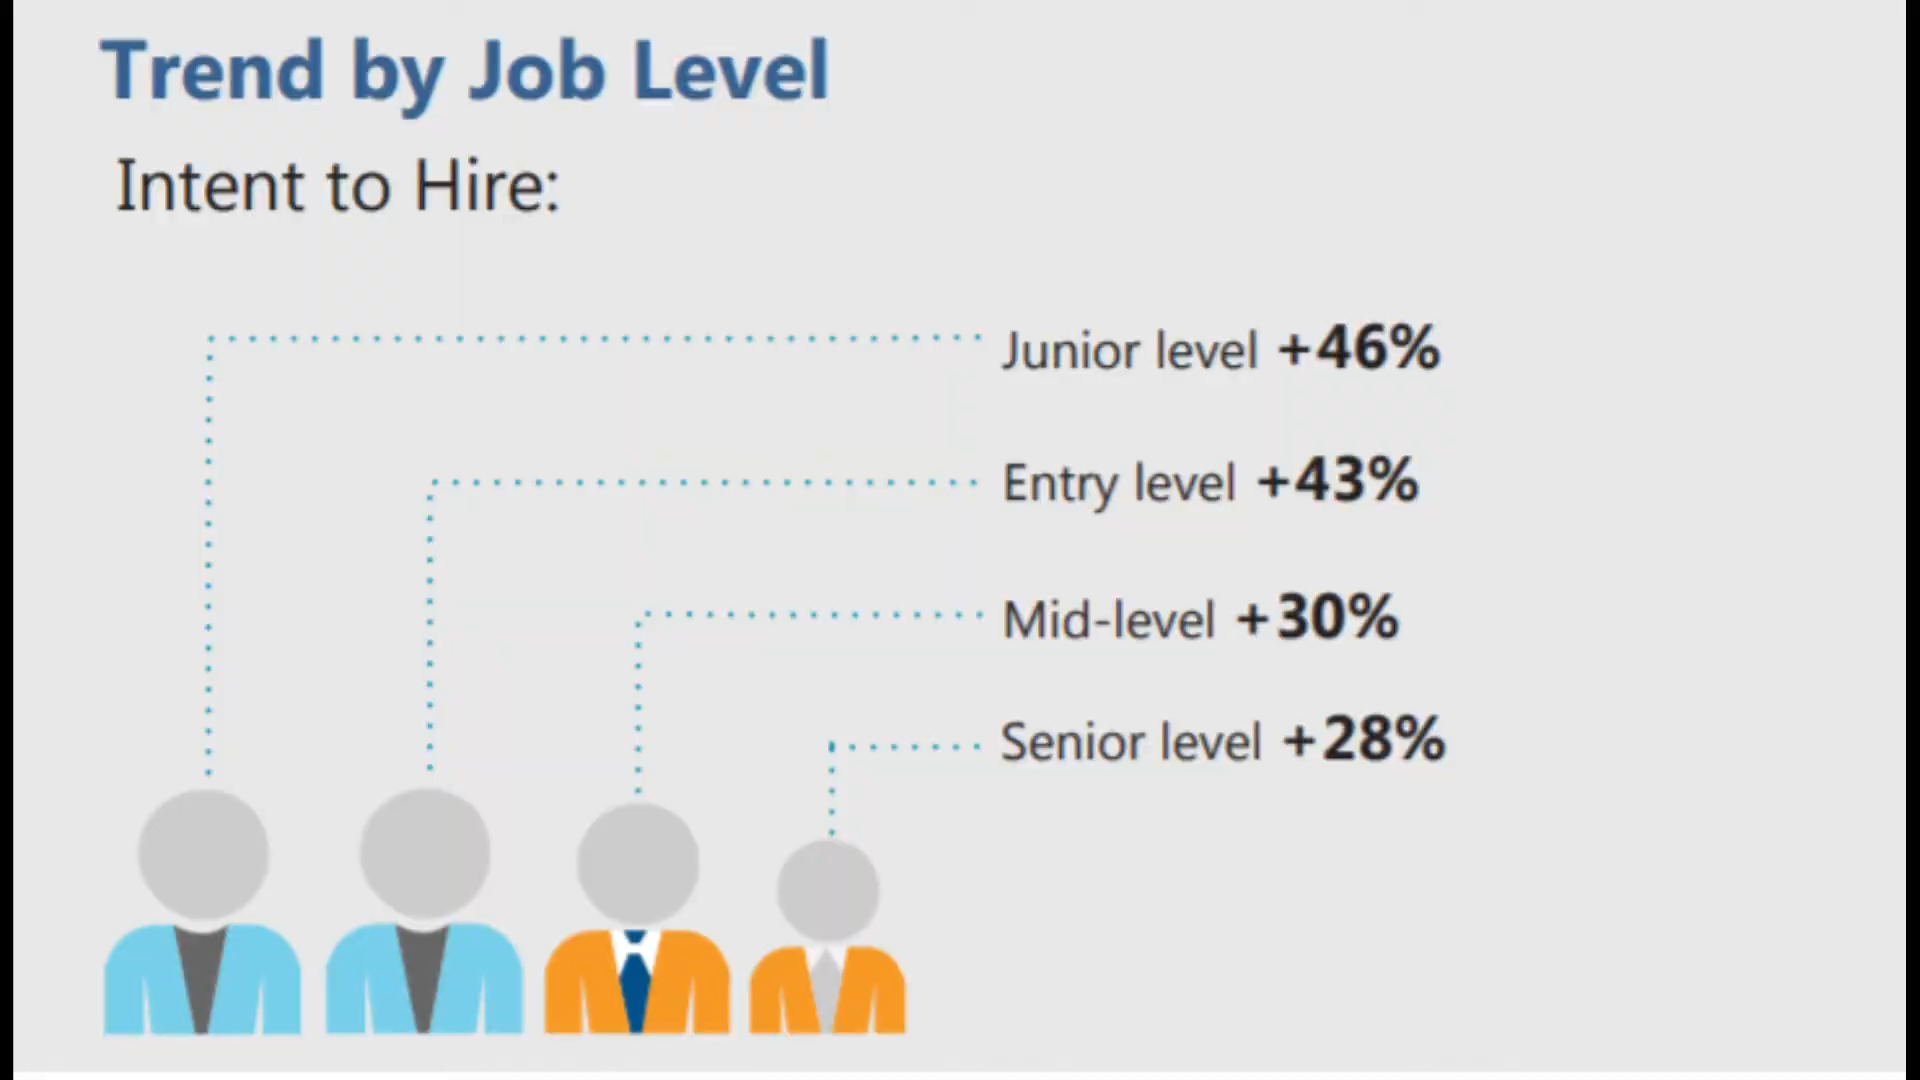 Trend by Job Level
Intent to Hire:
Junior level +46%
Entry level +43%
Mid-level +30%
Senior level +28%